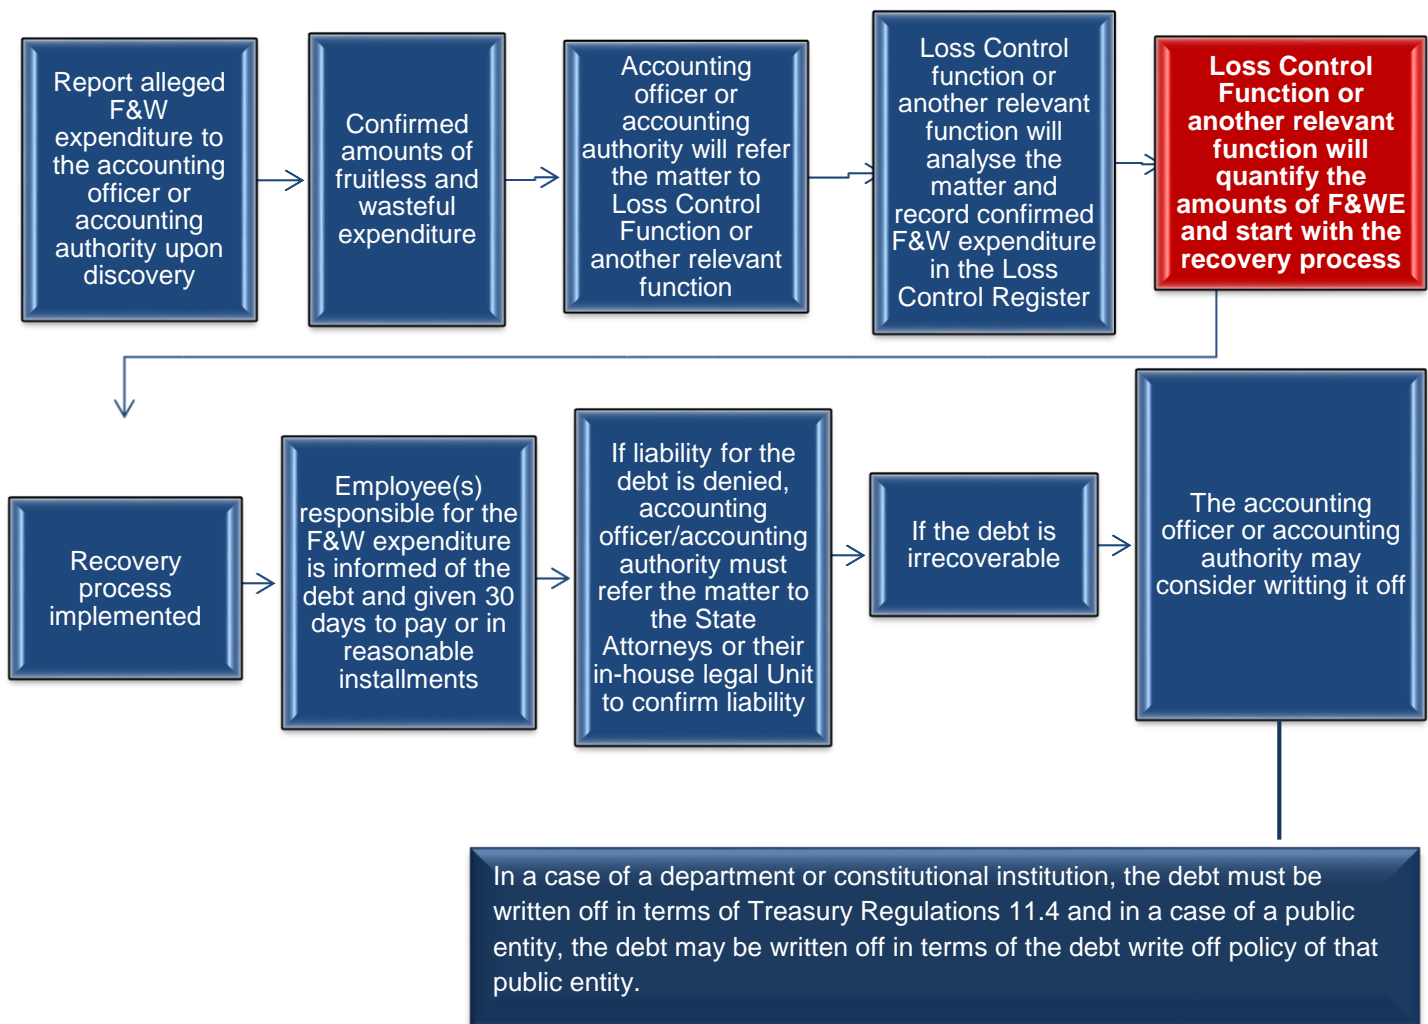 Report alleged
F&W
expenditure to
the accounting
officer or
accounting
authority upon
discovery
Confirmed
amounts of
fruitless and
wasteful
expenditure
Accounting
officer or
accounting
authority will refer
the matter to
Loss Control
Function or
another relevant
function
Loss Control
function or
another relevant
function will
analyse the
matter and
record confirmed
F&W expenditure
in the Loss
Control Register
Loss Control
Function or
another relevant
function will
quantify the
amounts of F&WE
and start with the
recovery process
Recovery
process
implemented
Employee(s)
responsible for the
F&W expenditure
is informed of the
debt and given 30
days to pay or in
reasonable
installments
If liability for the
debt is denied,
accounting
officer/accounting
authority must
refer the matter to
the State
Attorneys or their
in-house legal Unit
to confirm liability
If the debt is
irrecoverable
The accounting
officer or accounting
authority may
consider writting it off
In a case of a department or constitutional institution, the debt must be
written off in terms of Treasury Regulations 11.4 and in a case of a public
entity, the debt may be written off in terms of the debt write off policy of that
public entity.